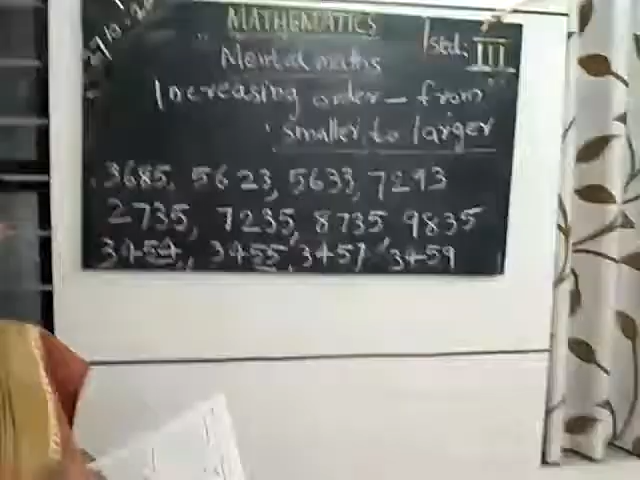 MATHEMATICS
Mental maths std: III
Increasing order - from
smaller to larger
3685, 5623, 5633, 7293
2735, 7235, 8735 9835
3454, 3455, 3457, 3459